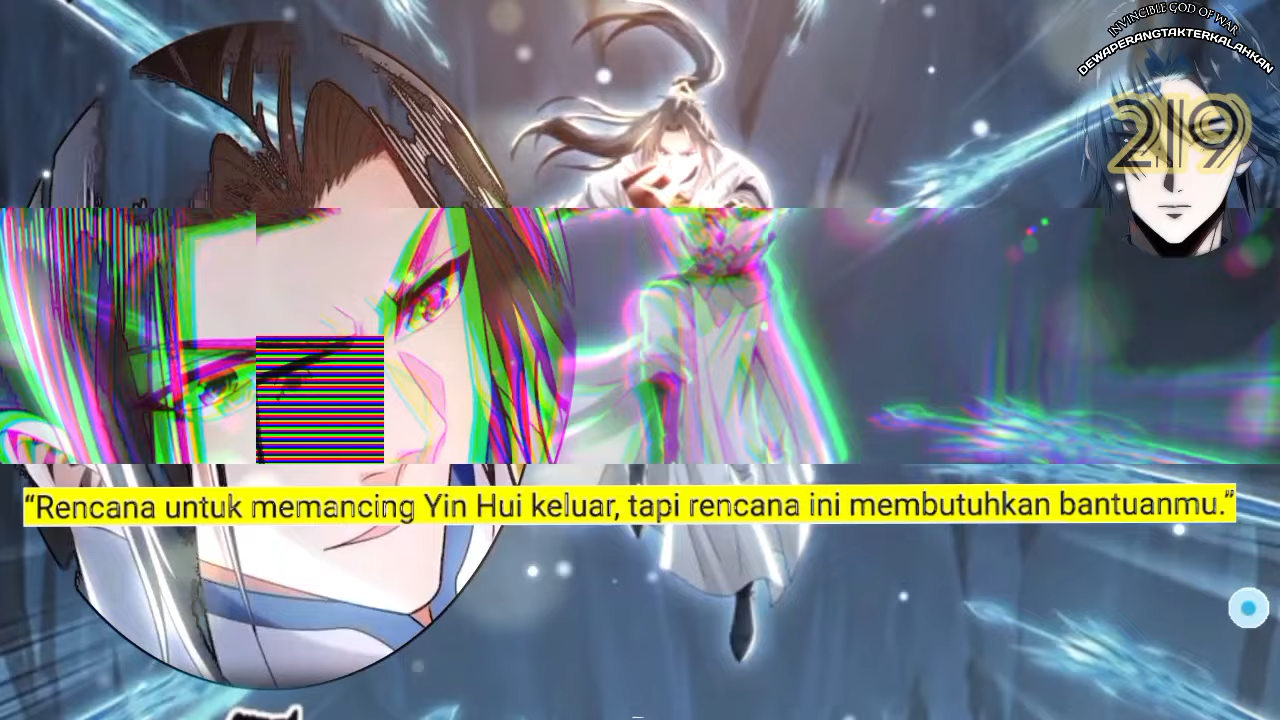 INVINCIBLE GOD OF WAR
DEWAPERANGTAKTERKALAHKAN
219
“Rencana untuk memancing Yin Hui keluar, tapi rencana ini membutuhkan bantuanmu.”